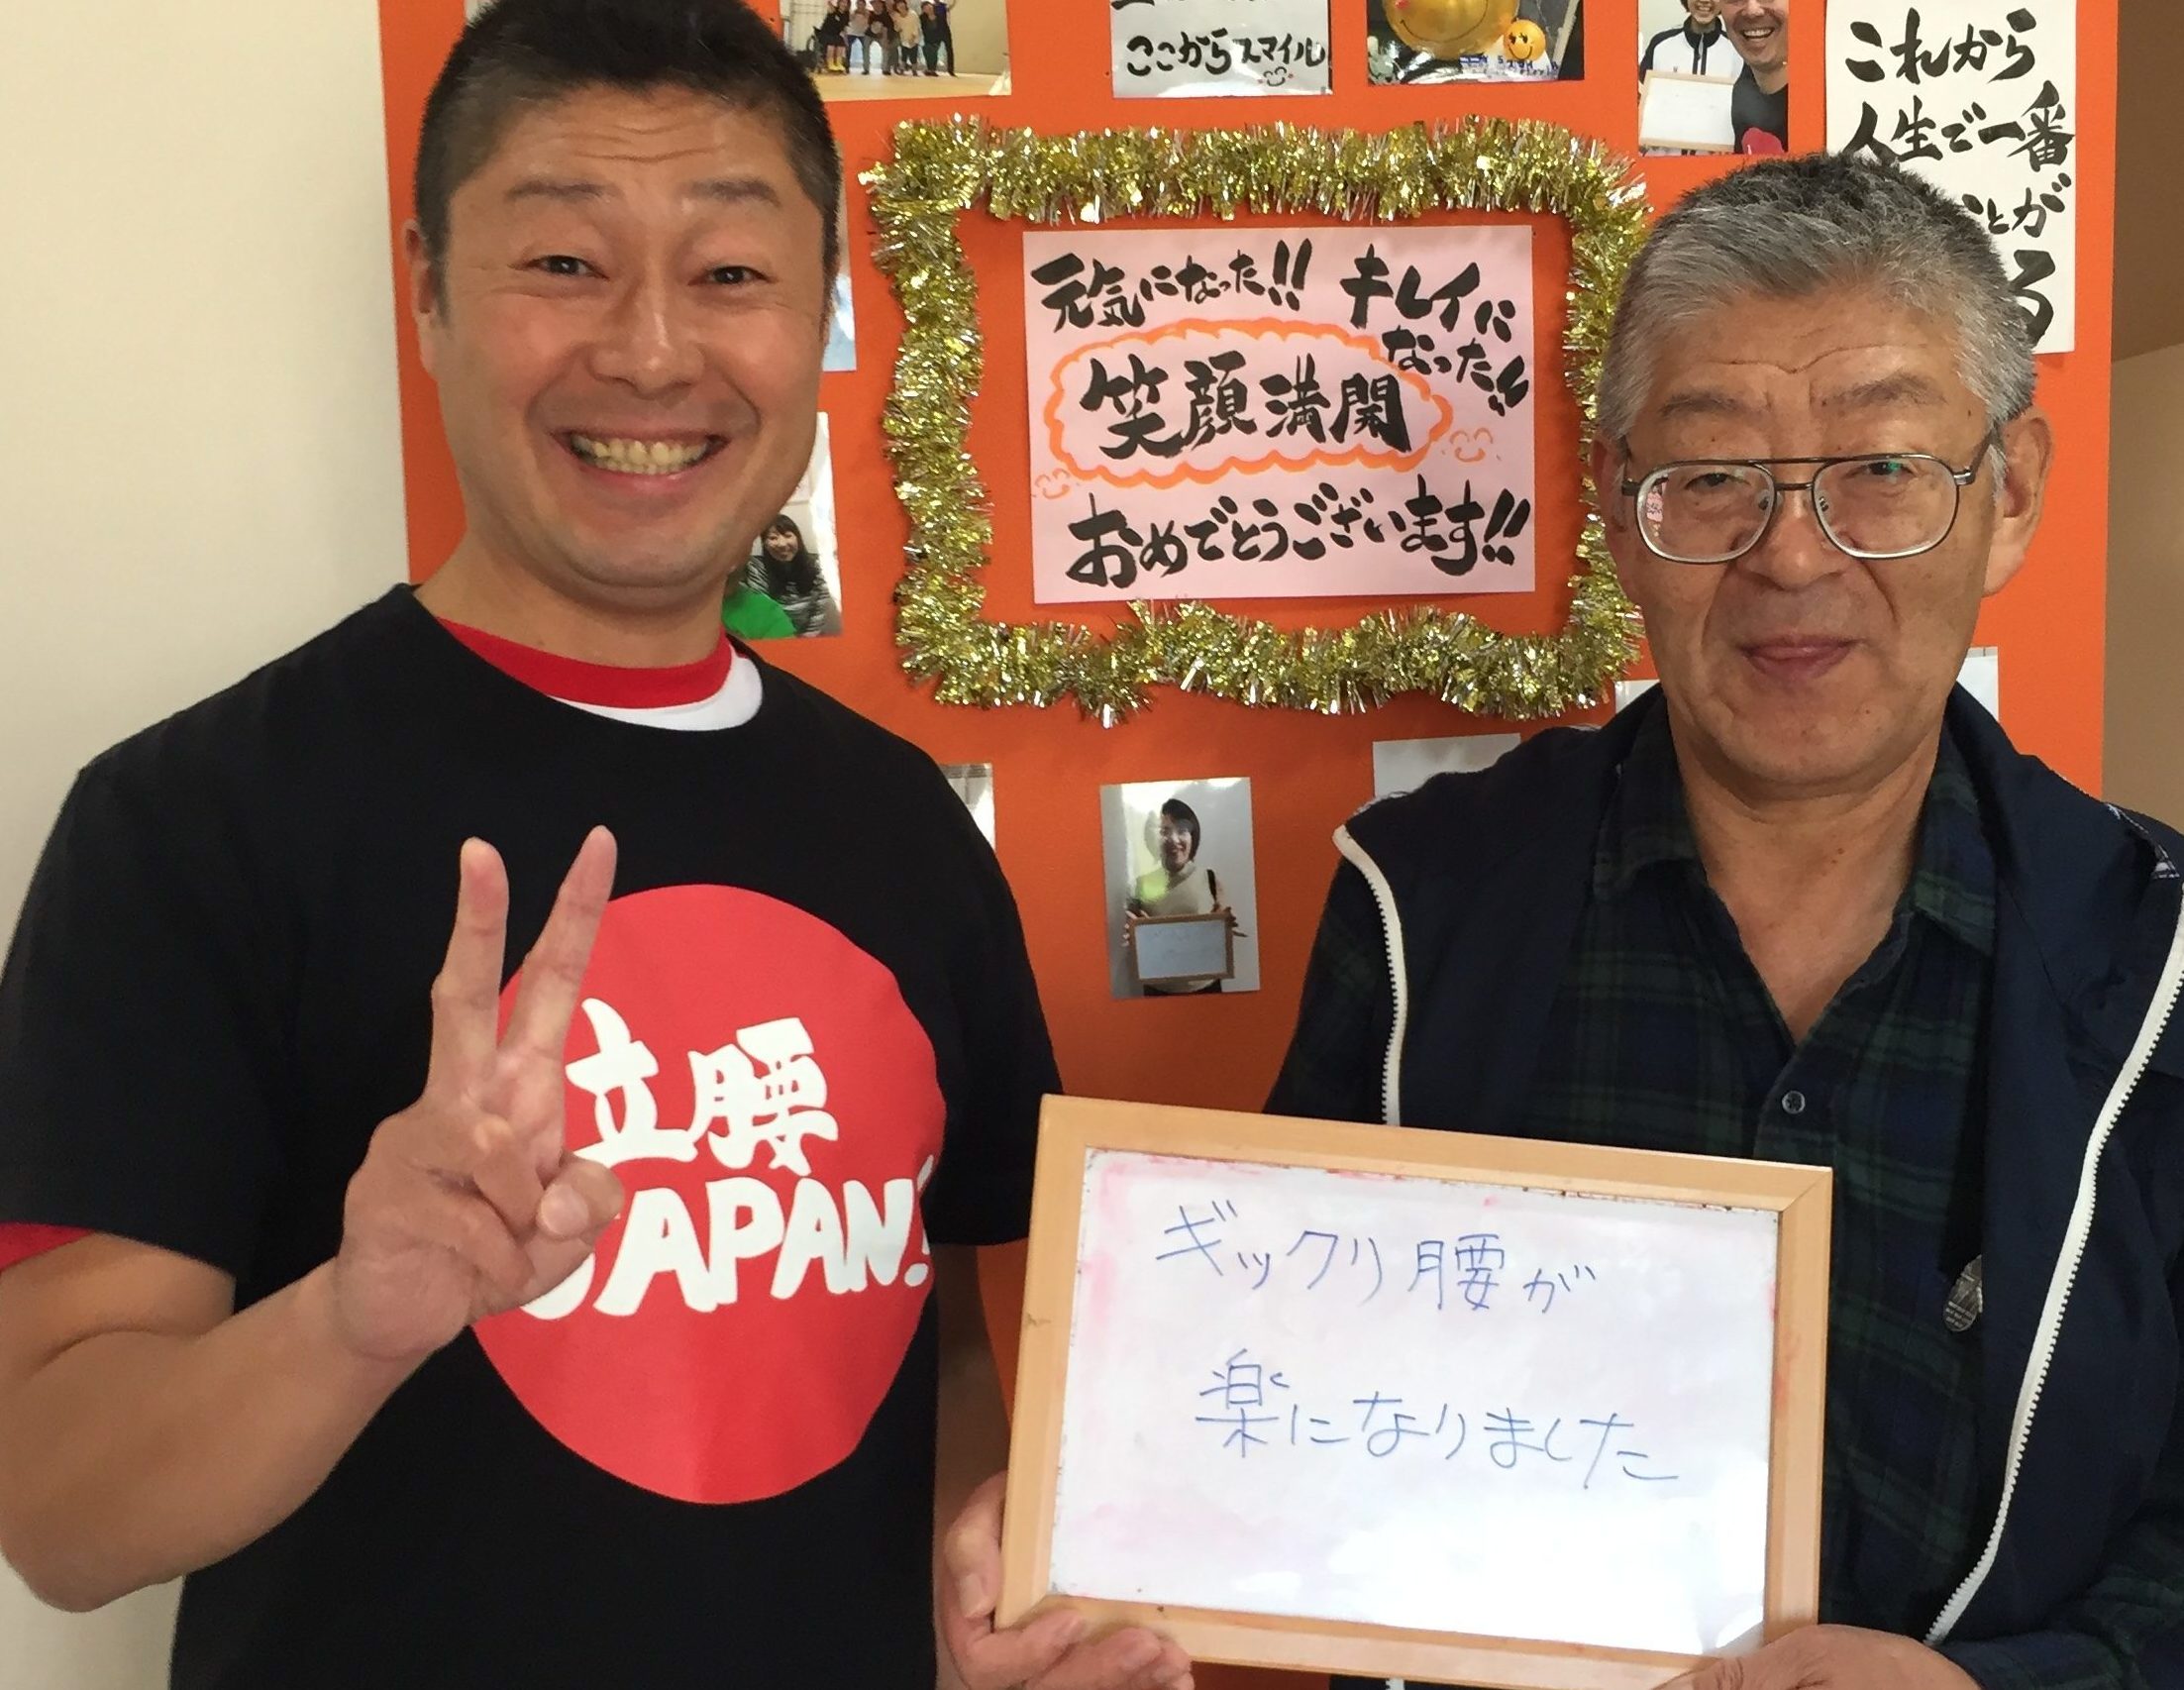 ここからスマイル
これから
人生で一番
とが
る
元気になった!!
キレイに
なった!!
笑顔満開
おめでとうございます!!
立腰
JAPAN!
ギックリ腰が
楽になりました